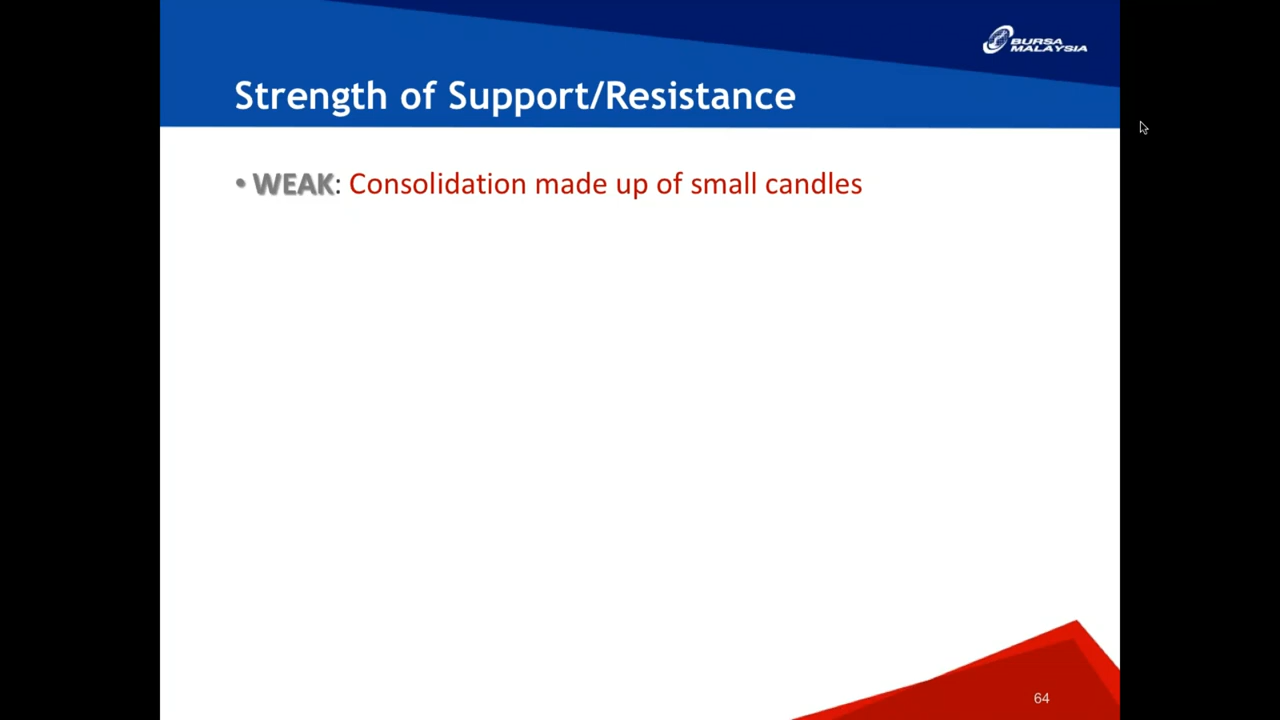 BURSA
MALAYSIA
Strength of Support/Resistance
• WEAK: Consolidation made up of small candles
64